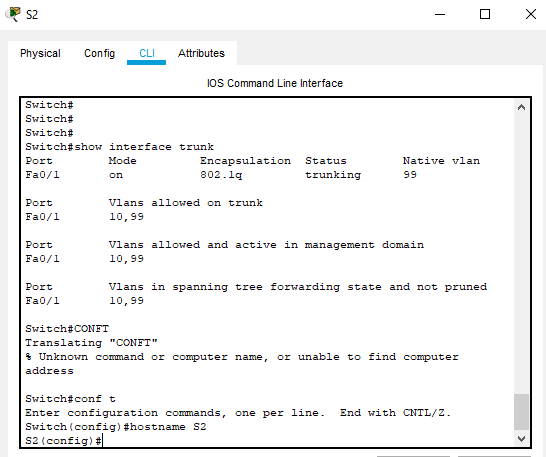 S2
Physical Config CLI Attributes
IOS Command Line Interface
Switch#
Switch#
Switch#
Switch#show interface trunk
Port        Mode         Encapsulation  Status        Native vlan
Fa0/1       on           802.1q         trunking      99

Port        Vlans allowed on trunk
Fa0/1       10,99

Port        Vlans allowed and active in management domain
Fa0/1       10,99

Port        Vlans in spanning tree forwarding state and not pruned
Fa0/1       10,99

Switch#CONFT
Translating "CONFT"
% Unknown command or computer name, or unable to find computer
address

Switch#conf t
Enter configuration commands, one per line.  End with CNTL/Z.
Switch(config)#hostname S2
S2(config)#